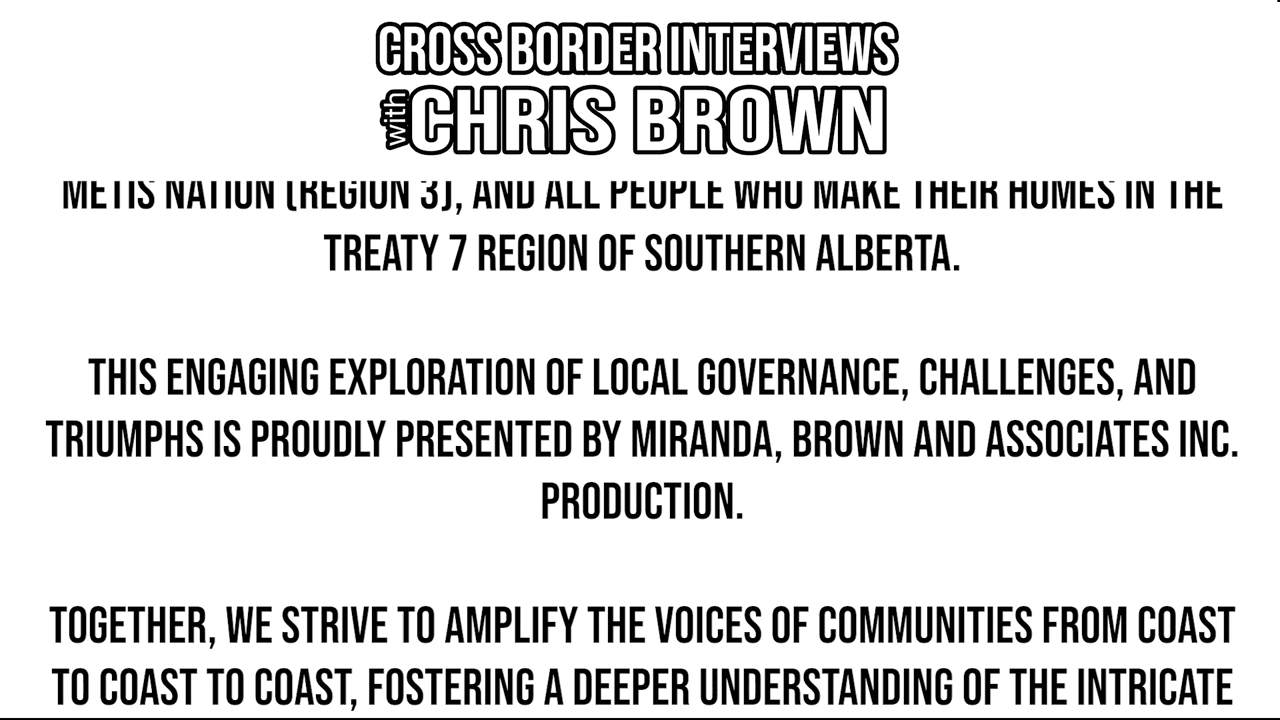 CROSS BORDER INTERVIEWS
with CHRIS BROWN
METIS NATION (REGION 3), AND ALL PEOPLE WHO MAKE THEIR HOMES IN THE
TREATY 7 REGION OF SOUTHERN ALBERTA.
THIS ENGAGING EXPLORATION OF LOCAL GOVERNANCE, CHALLENGES, AND
TRIUMPHS IS PROUDLY PRESENTED BY MIRANDA, BROWN AND ASSOCIATES INC.
PRODUCTION.
TOGETHER, WE STRIVE TO AMPLIFY THE VOICES OF COMMUNITIES FROM COAST
TO COAST TO COAST, FOSTERING A DEEPER UNDERSTANDING OF THE INTRICATE